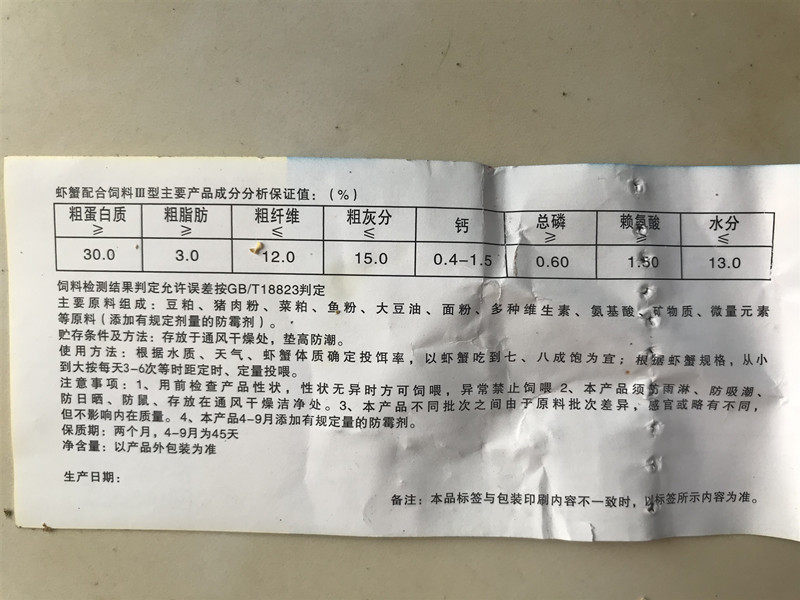 虾蟹配合饲料Ⅲ型主要产品成分分析保证值：（%）
粗蛋白质 ≥ 粗脂肪 ≥ 粗纤维 ≤ 粗灰分 ≤ 钙 总磷 ≥ 赖氨酸 ≥ 水分 ≤
30.0 3.0 12.0 15.0 0.4-1.5 0.60 1.50 13.0
饲料检测结果判定允许误差按GB/T18823判定
主要原料组成：豆粕、猪肉粉、菜粕、鱼粉、大豆油、面粉、多种维生素、氨基酸、矿物质、微量元素
等原料（添加有规定剂量的防霉剂）。
贮存条件及方法：存放于通风干燥处，垫高防潮。
使用方法：根据水质、天气、虾蟹体质确定投饵率，以虾蟹吃到七、八成饱为宜；根据虾蟹规格，从小
到大按每天3-6次等时距定时、定量投喂。
注意事项：1、用前检查产品性状，性状无异时方可饲喂，异常禁止饲喂 2、本产品须防雨淋、防吸潮、
防日晒、防鼠、存放在通风干燥洁净处。3、本产品不同批次之间由于原料批次差异，感官或略有不同，
但不影响内在质量。4、本产品4-9月添加有规定量的防霉剂。
保质期：两个月，4-9月为45天
净含量：以产品外包装为准
生产日期：
备注：本品标签与包装印刷内容不一致时，以标签所示内容为准。